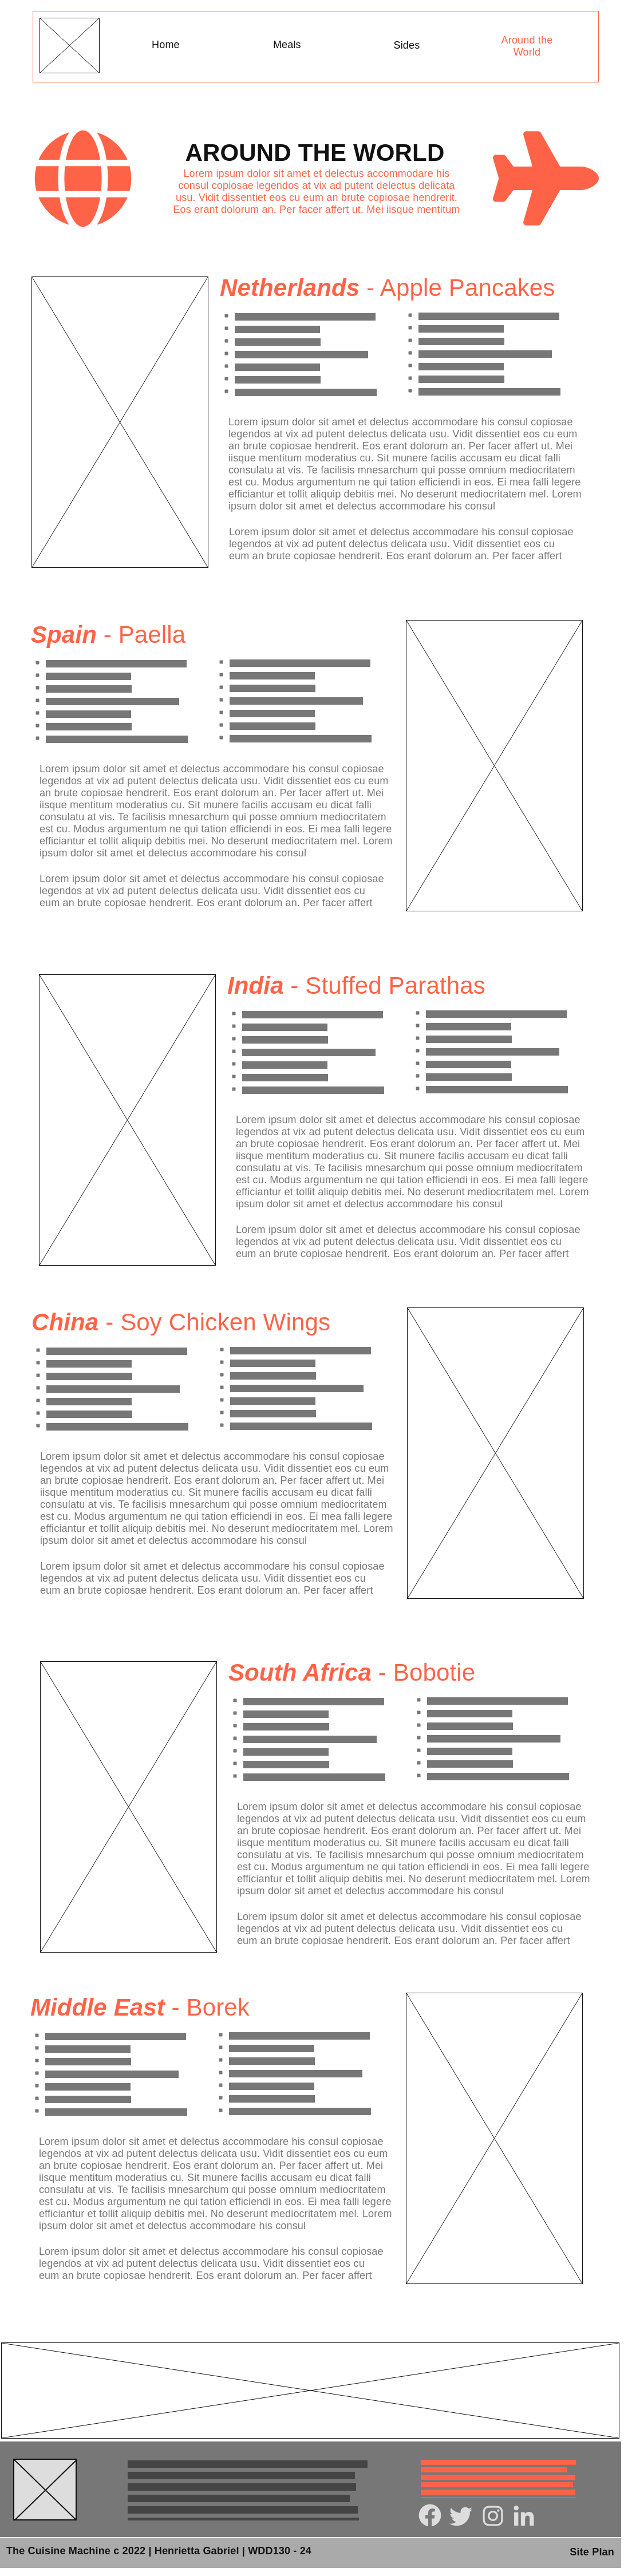 Home
Meals
Sides
Around the
World
AROUND THE WORLD
Lorem ipsum dolor sit amet et delectus accommodare his
consul copiosae legendos at vix ad putent delectus delicata
usu. Vidit dissentiet eos cu eum an brute copiosae hendrerit.
Eos erant dolorum an. Per facer affert ut. Mei iisque mentitum
Netherlands - Apple Pancakes
Lorem ipsum dolor sit amet et delectus accommodare his consul copiosae
legendos at vix ad putent delectus delicata usu. Vidit dissentiet eos cu eum
an brute copiosae hendrerit. Eos erant dolorum an. Per facer affert ut. Mei
iisque mentitum moderatius cu. Sit munere facilis accusam eu dicat falli
consulatu at vis. Te facilisis mnesarchum qui posse omnium mediocritatem
est cu. Modus argumentum ne qui tation efficiendi in eos. Ei mea falli legere
efficiantur et tollit aliquip debitis mei. No deserunt mediocritatem mel. Lorem
ipsum dolor sit amet et delectus accommodare his consul
Lorem ipsum dolor sit amet et delectus accommodare his consul copiosae
legendos at vix ad putent delectus delicata usu. Vidit dissentiet eos cu
eum an brute copiosae hendrerit. Eos erant dolorum an. Per facer affert
Spain - Paella
Lorem ipsum dolor sit amet et delectus accommodare his consul copiosae
legendos at vix ad putent delectus delicata usu. Vidit dissentiet eos cu eum
an brute copiosae hendrerit. Eos erant dolorum an. Per facer affert ut. Mei
iisque mentitum moderatius cu. Sit munere facilis accusam eu dicat falli
consulatu at vis. Te facilisis mnesarchum qui posse omnium mediocritatem
est cu. Modus argumentum ne qui tation efficiendi in eos. Ei mea falli legere
efficiantur et tollit aliquip debitis mei. No deserunt mediocritatem mel. Lorem
ipsum dolor sit amet et delectus accommodare his consul
Lorem ipsum dolor sit amet et delectus accommodare his consul copiosae
legendos at vix ad putent delectus delicata usu. Vidit dissentiet eos cu
eum an brute copiosae hendrerit. Eos erant dolorum an. Per facer affert
India - Stuffed Parathas
Lorem ipsum dolor sit amet et delectus accommodare his consul copiosae
legendos at vix ad putent delectus delicata usu. Vidit dissentiet eos cu eum
an brute copiosae hendrerit. Eos erant dolorum an. Per facer affert ut. Mei
iisque mentitum moderatius cu. Sit munere facilis accusam eu dicat falli
consulatu at vis. Te facilisis mnesarchum qui posse omnium mediocritatem
est cu. Modus argumentum ne qui tation efficiendi in eos. Ei mea falli legere
efficiantur et tollit aliquip debitis mei. No deserunt mediocritatem mel. Lorem
ipsum dolor sit amet et delectus accommodare his consul
Lorem ipsum dolor sit amet et delectus accommodare his consul copiosae
legendos at vix ad putent delectus delicata usu. Vidit dissentiet eos cu
eum an brute copiosae hendrerit. Eos erant dolorum an. Per facer affert
China - Soy Chicken Wings
Lorem ipsum dolor sit amet et delectus accommodare his consul copiosae
legendos at vix ad putent delectus delicata usu. Vidit dissentiet eos cu eum
an brute copiosae hendrerit. Eos erant dolorum an. Per facer affert ut. Mei
iisque mentitum moderatius cu. Sit munere facilis accusam eu dicat falli
consulatu at vis. Te facilisis mnesarchum qui posse omnium mediocritatem
est cu. Modus argumentum ne qui tation efficiendi in eos. Ei mea falli legere
efficiantur et tollit aliquip debitis mei. No deserunt mediocritatem mel. Lorem
ipsum dolor sit amet et delectus accommodare his consul
Lorem ipsum dolor sit amet et delectus accommodare his consul copiosae
legendos at vix ad putent delectus delicata usu. Vidit dissentiet eos cu
eum an brute copiosae hendrerit. Eos erant dolorum an. Per facer affert
South Africa - Bobotie
Lorem ipsum dolor sit amet et delectus accommodare his consul copiosae
legendos at vix ad putent delectus delicata usu. Vidit dissentiet eos cu eum
an brute copiosae hendrerit. Eos erant dolorum an. Per facer affert ut. Mei
iisque mentitum moderatius cu. Sit munere facilis accusam eu dicat falli
consulatu at vis. Te facilisis mnesarchum qui posse omnium mediocritatem
est cu. Modus argumentum ne qui tation efficiendi in eos. Ei mea falli legere
efficiantur et tollit aliquip debitis mei. No deserunt mediocritatem mel. Lorem
ipsum dolor sit amet et delectus accommodare his consul
Lorem ipsum dolor sit amet et delectus accommodare his consul copiosae
legendos at vix ad putent delectus delicata usu. Vidit dissentiet eos cu
eum an brute copiosae hendrerit. Eos erant dolorum an. Per facer affert
Middle East - Borek
Lorem ipsum dolor sit amet et delectus accommodare his consul copiosae
legendos at vix ad putent delectus delicata usu. Vidit dissentiet eos cu eum
an brute copiosae hendrerit. Eos erant dolorum an. Per facer affert ut. Mei
iisque mentitum moderatius cu. Sit munere facilis accusam eu dicat falli
consulatu at vis. Te facilisis mnesarchum qui posse omnium mediocritatem
est cu. Modus argumentum ne qui tation efficiendi in eos. Ei mea falli legere
efficiantur et tollit aliquip debitis mei. No deserunt mediocritatem mel. Lorem
ipsum dolor sit amet et delectus accommodare his consul
Lorem ipsum dolor sit amet et delectus accommodare his consul copiosae
legendos at vix ad putent delectus delicata usu. Vidit dissentiet eos cu
eum an brute copiosae hendrerit. Eos erant dolorum an. Per facer affert
The Cuisine Machine c 2022 | Henrietta Gabriel | WDD130 - 24
Site Plan